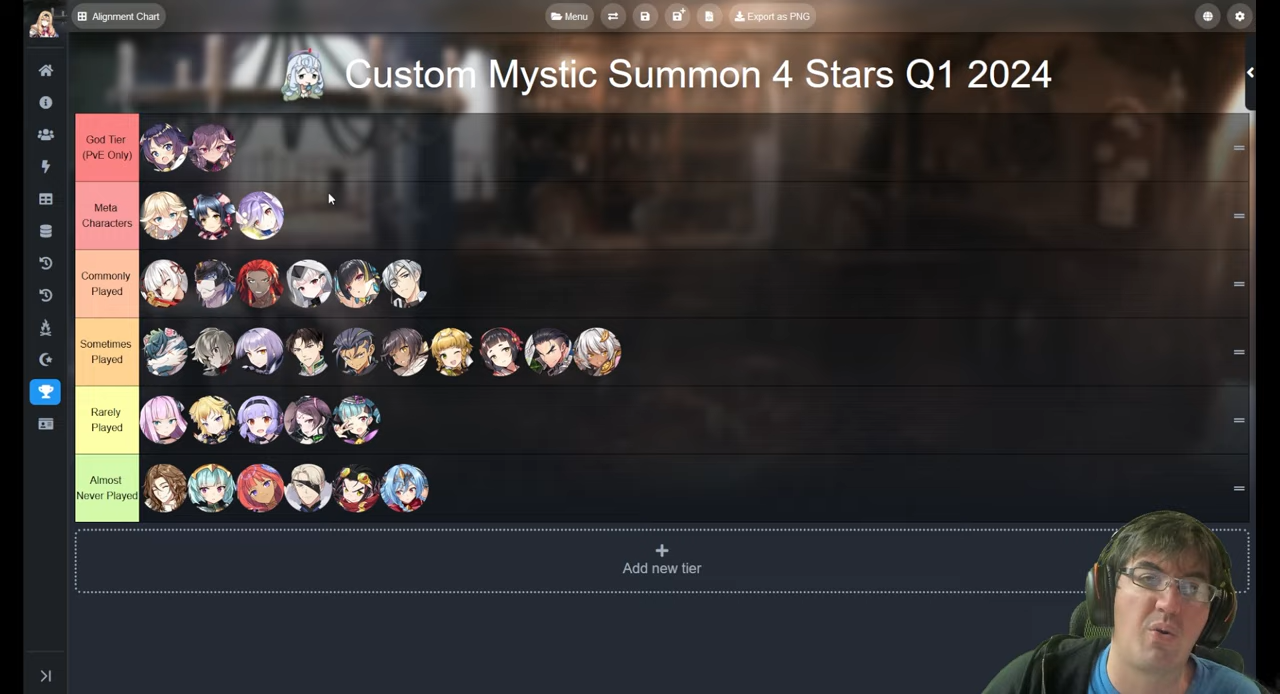 Alignment Chart
Menu
Export as PNG
Custom Mystic Summon 4 Stars Q1 2024
God Tier
(PvE Only)
Meta
Characters
Commonly
Played
Sometimes
Played
Rarely
Played
Almost
Never Played
Add new tier